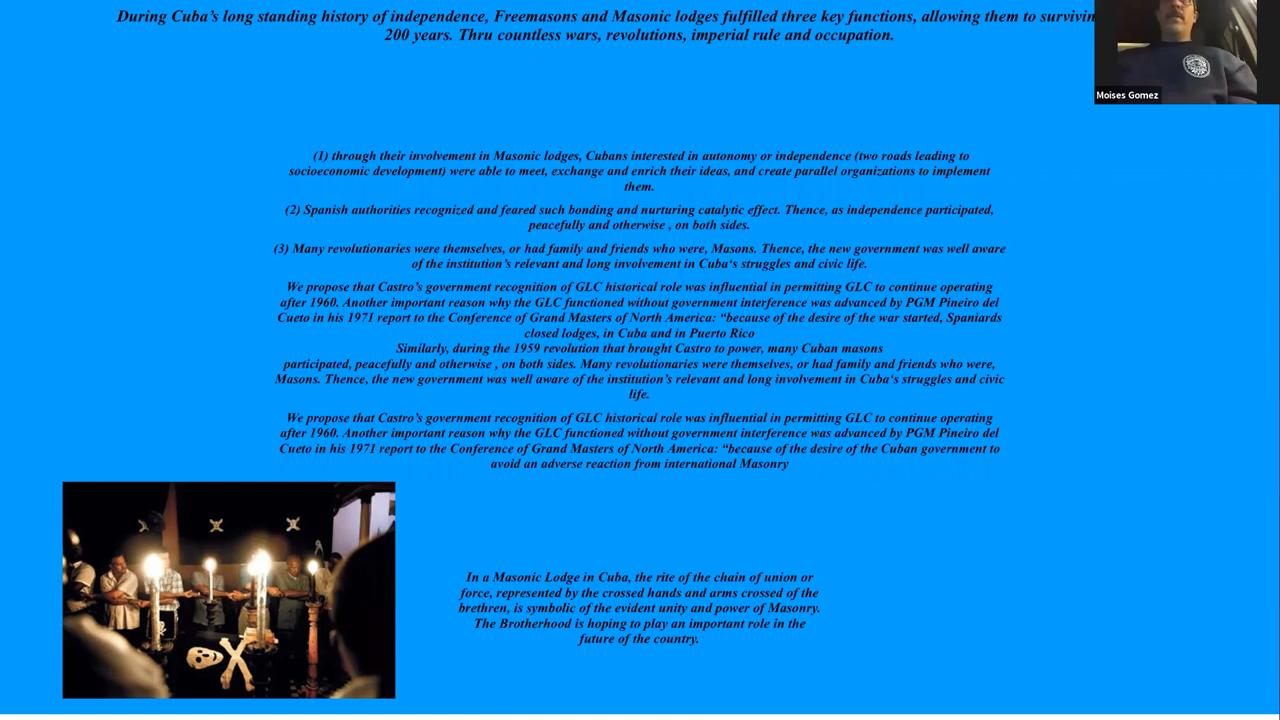 During Cuba’s long standing history of independence, Freemasons and Masonic lodges fulfilled three key functions, allowing them to
200 years. Thru countless wars, revolutions, imperial rule and occupation.
Moises Gomez
(1) through their involvement in Masonic lodges, Cubans interested in autonomy or independence (two roads leading to
socioeconomic development) were able to meet, exchange and enrich their ideas, and create parallel organizations to implement
them.
(2) Spanish authorities recognized and feared such bonding and nurturing catalytic effect. Thence, as independence participated,
peacefully and otherwise , on both sides.
(3) Many revolutionaries were themselves, or had family and friends who were, Masons. Thence, the new government was well aware
of the institution’s relevant and long involvement in Cuba‘s struggles and civic life.
We propose that Castro’s government recognition of GLC historical role was influential in permitting GLC to continue operating
after 1960. Another important reason why the GLC functioned without government interference was advanced by PGM Pineiro del
Cueto in his 1971 report to the Conference of Grand Masters of North America: “because of the desire of the war started, Spaniards
closed lodges, in Cuba and in Puerto Rico
Similarly, during the 1959 revolution that brought Castro to power, many Cuban masons
participated, peacefully and otherwise , on both sides. Many revolutionaries were themselves, or had family and friends who were,
Masons. Thence, the new government was well aware of the institution’s relevant and long involvement in Cuba‘s struggles and civic
life.
We propose that Castro’s government recognition of GLC historical role was influential in permitting GLC to continue operating
after 1960. Another important reason why the GLC functioned without government interference was advanced by PGM Pineiro del
Cueto in his 1971 report to the Conference of Grand Masters of North America: “because of the desire of the Cuban government to
avoid an adverse reaction from international Masonry
In a Masonic Lodge in Cuba, the rite of the chain of union or
force, represented by the crossed hands and arms crossed of the
brethren, is symbolic of the evident unity and power of Masonry.
The Brotherhood is hoping to play an important role in the
future of the country.